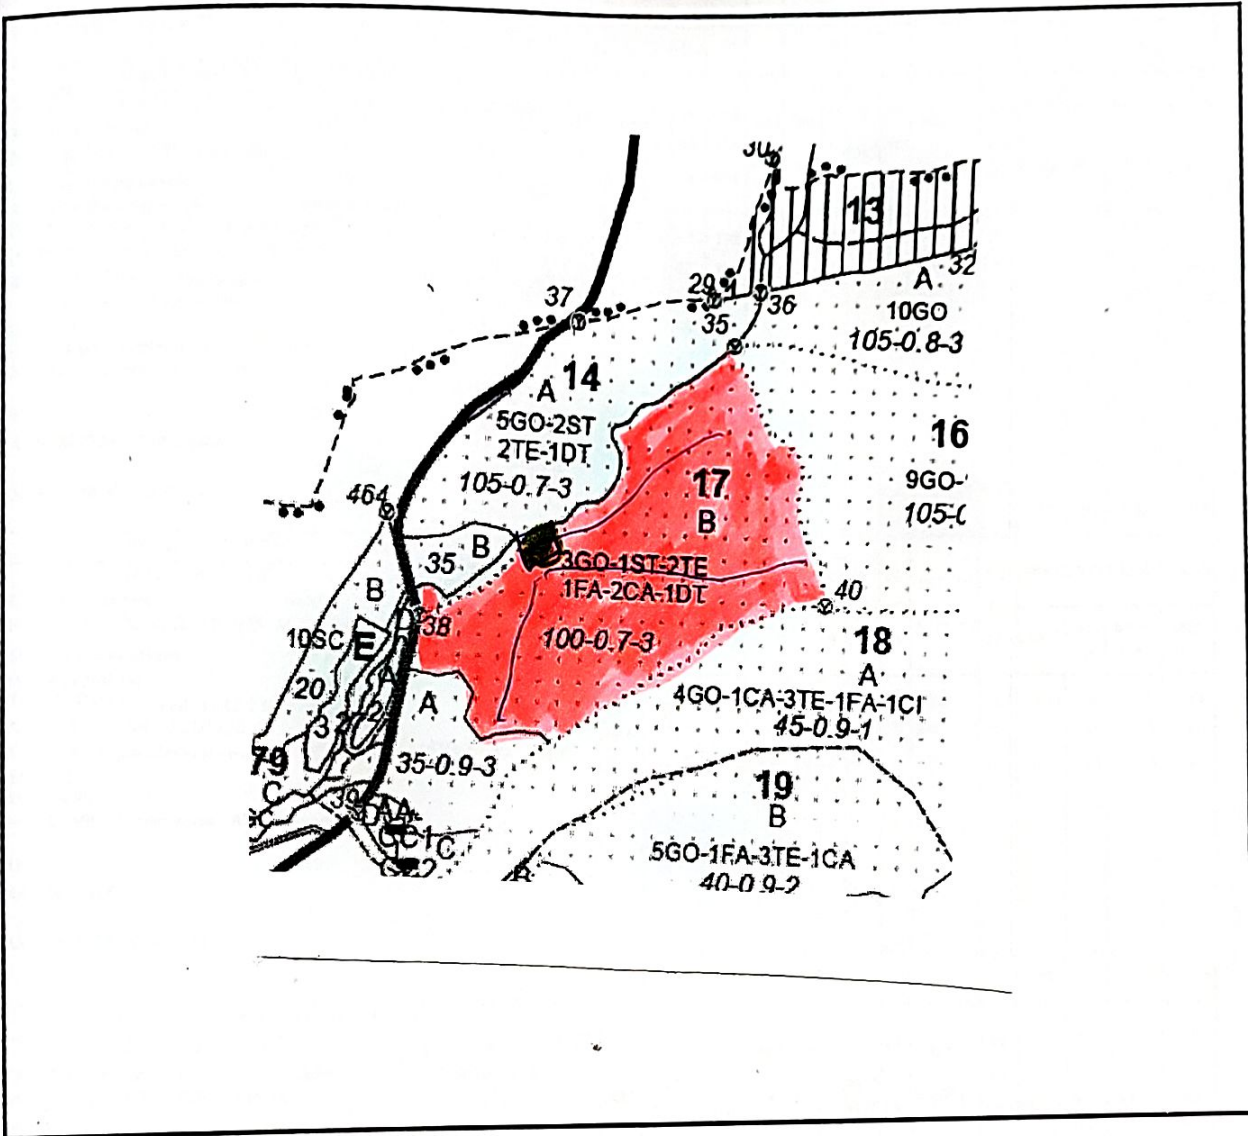 13
32
A
37
29
1
36
35
10GO
105-0.8-3
14
A
5GO-2ST
2TE-1DT
105-0.7-3
16
9GO-
105-
17
B
464
B
35
3GO-1ST-2TE
1FA-2CA-1DT
B
40
38
10SC
E
100-0.7-3
18
A
A
20
A
4GO-1CA-3TE-1FA-1CI
45-0.9-1
3
35-0.9-3
79
C
19
B
39
C
5GO-1FA-3TE-1CA
40-0.9-2
B